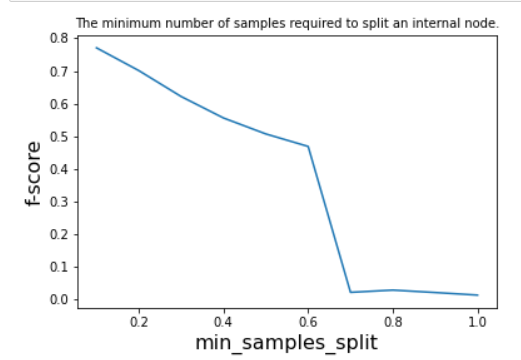 The minimum number of samples required to split an internal node.
0.8
0.7
0.6
0.5
0.4
0.3
0.2
0.1
0.0
f-score
0.2 0.4 0.6 0.8 1.0
min_samples_split